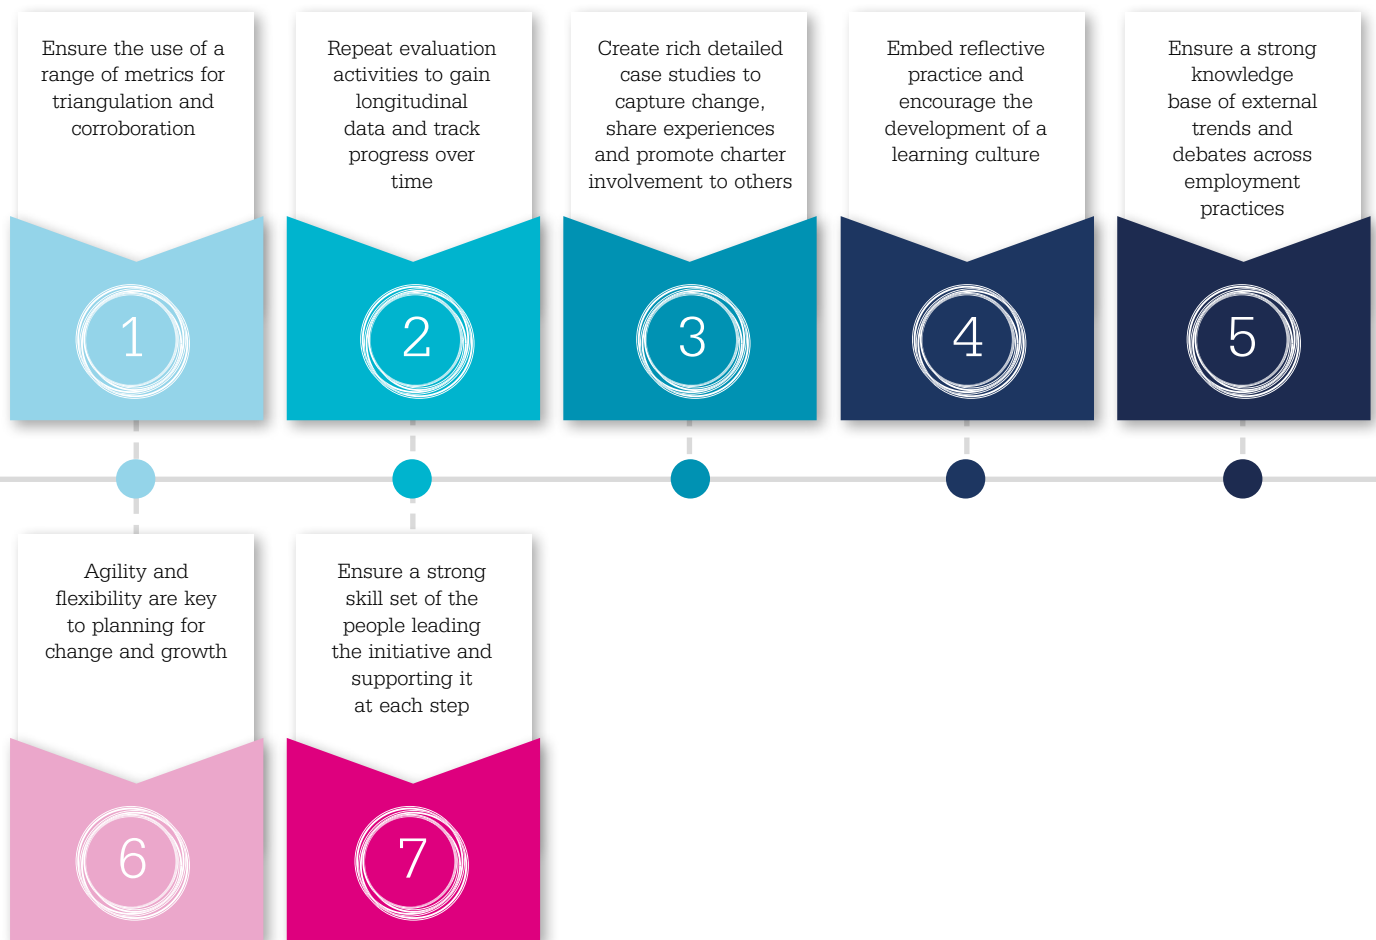 Ensure the use of a
range of metrics for
triangulation and
corroboration
1
Repeat evaluation
activities to gain
longitudinal
data and track
progress over
time
2
Create rich detailed
case studies to
capture change,
share experiences
and promote charter
involvement to others
3
Embed reflective
practice and
encourage the
development of a
learning culture
4
Ensure a strong
knowledge
base of external
trends and
debates across
employment
practices
5
Agility and
flexibility are key
to planning for
change and growth
6
Ensure a strong
skill set of the
people leading
the initiative and
supporting it
at each step
7